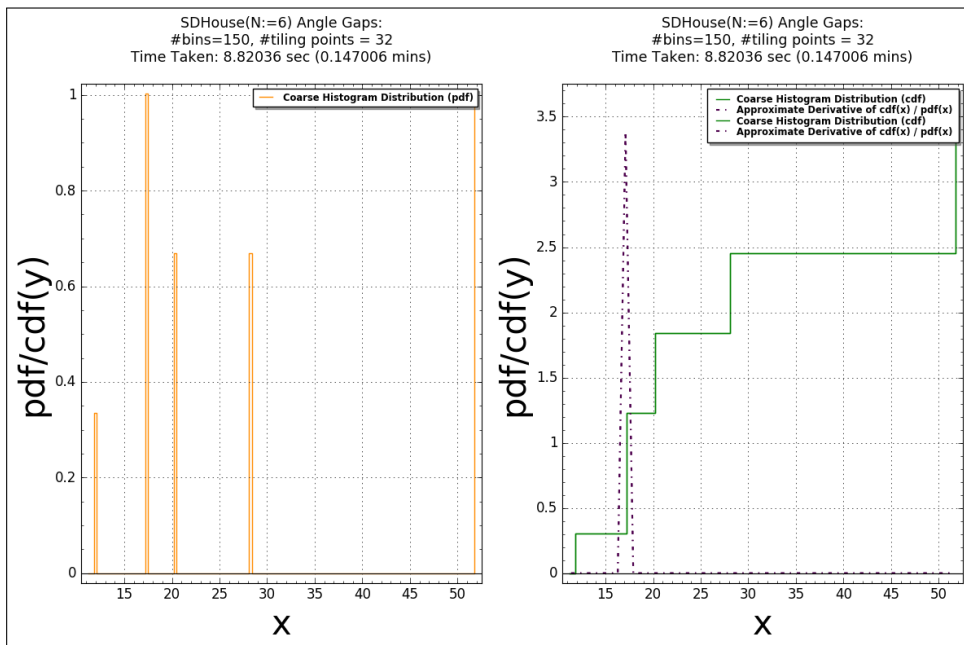 SDHouse(N:=6) Angle Gaps:
#bins=150, #tiling points = 32
Time Taken: 8.82036 sec (0.147006 mins)
Coarse Histogram Distribution (pdf)
1
0.8
0.6
0.4
0.2
0
pdf/cdf(y)
15 20 25 30 35 40 45 50
x
SDHouse(N:=6) Angle Gaps:
#bins=150, #tiling points = 32
Time Taken: 8.82036 sec (0.147006 mins)
Coarse Histogram Distribution (cdf)
Approximate Derivative of cdf(x) / pdf(x)
Coarse Histogram Distribution (cdf)
Approximate Derivative of cdf(x) / pdf(x)
3.5
3
2.5
2
1.5
1
0.5
0
pdf/cdf(y)
15 20 25 30 35 40 45 50
x